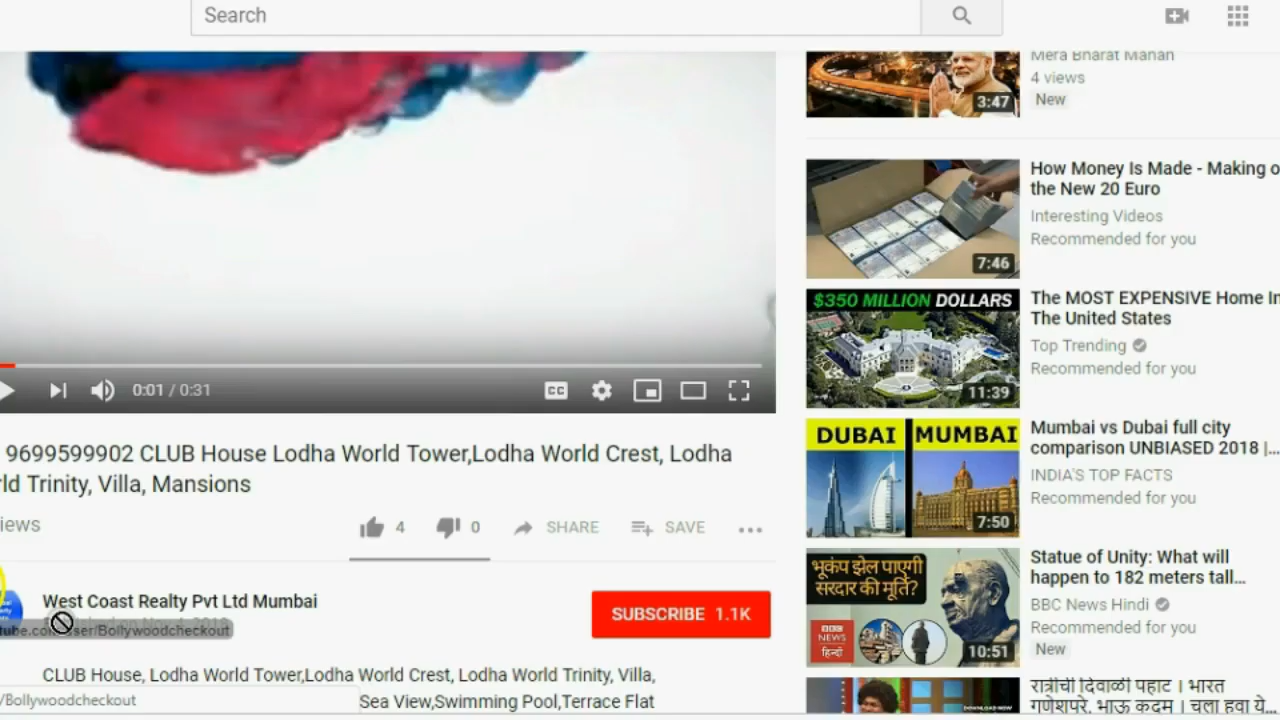 Search
0:01 / 0:31
CC
9699599902 CLUB House Lodha World Tower,Lodha World Crest, Lodha
rld Trinity, Villa, Mansions
iews
4
0
SHARE
SAVE
West Coast Realty Pvt Ltd Mumbai
SUBSCRIBE 1.1K
tube.com/user/Bollywoodcheckout
CLUB House, Lodha World Tower,Lodha World Crest, Lodha World Trinity, Villa,
Sea View,Swimming Pool,Terrace Flat
/Bollywoodcheckout
Mera Bharat Mahan
4 views
New
3:47
How Money Is Made - Making o
the New 20 Euro
Interesting Videos
Recommended for you
7:46
$350 MILLION DOLLARS
11:39
The MOST EXPENSIVE Home In
The United States
Top Trending
Recommended for you
DUBAI MUMBAI
7:50
Mumbai vs Dubai full city
comparison UNBIASED 2018 |...
INDIA'S TOP FACTS
Recommended for you
भूकंप झेल पाएगी
सरदार की मूर्ति?
BBC
NEWS
हिन्दी
10:51
Statue of Unity: What will
happen to 182 meters tall...
BBC News Hindi
Recommended for you
New
DOWNLOAD NOW
रात्रीची दिवाळी पहाट । भारत
गणेशपुरे, भाऊ कदम । चला हवा ये...